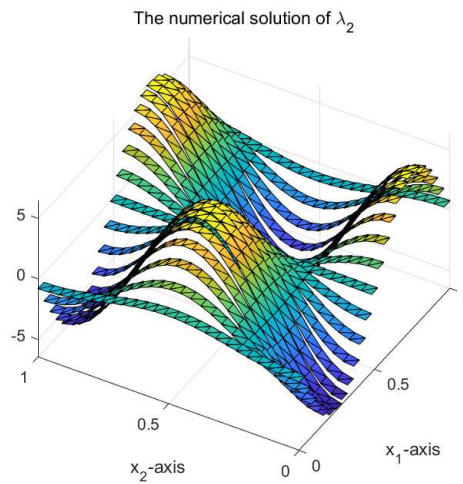 The numerical solution of λ₂
5
0
-5
1
0.5
0
0
0.5
x₂-axis
x₁-axis